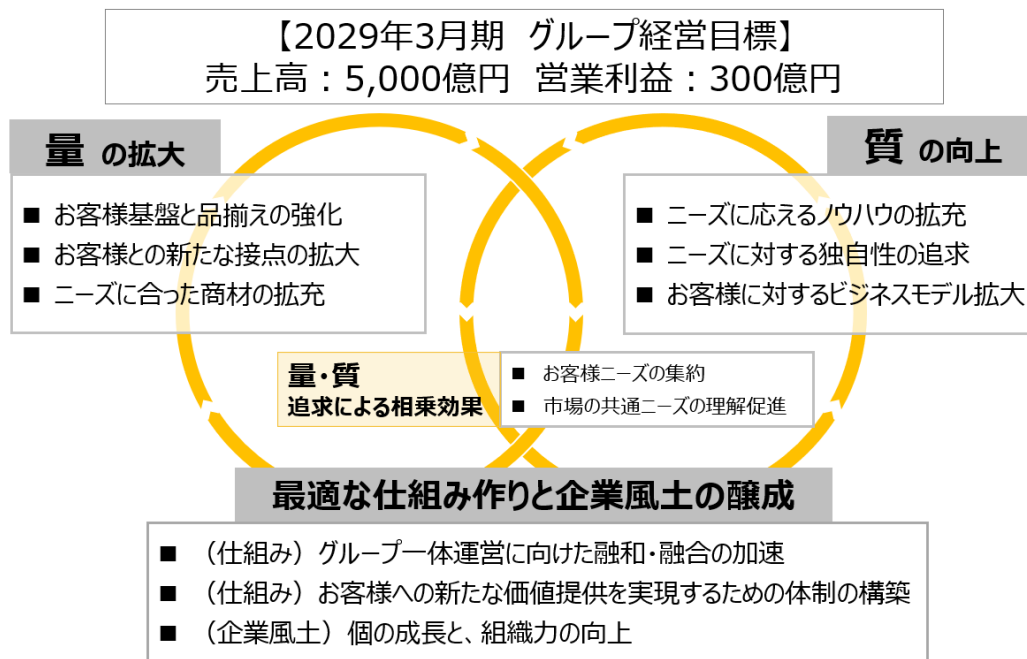 【2029年3月期 グループ経営目標】
売上高：5,000億円 営業利益：300億円
量 の拡大
■ お客様基盤と品揃えの強化
■ お客様との新たな接点の拡大
■ ニーズに合った商材の拡充
質 の向上
■ ニーズに応えるノウハウの拡充
■ ニーズに対する独自性の追求
■ お客様に対するビジネスモデル拡大
量・質
追求による相乗効果
■ お客様ニーズの集約
■ 市場の共通ニーズの理解促進
最適な仕組み作りと企業風土の醸成
■ （仕組み）グループ一体運営に向けた融和・融合の加速
■ （仕組み）お客様への新たな価値提供を実現するための体制の構築
■ （企業風土）個の成長と、組織力の向上